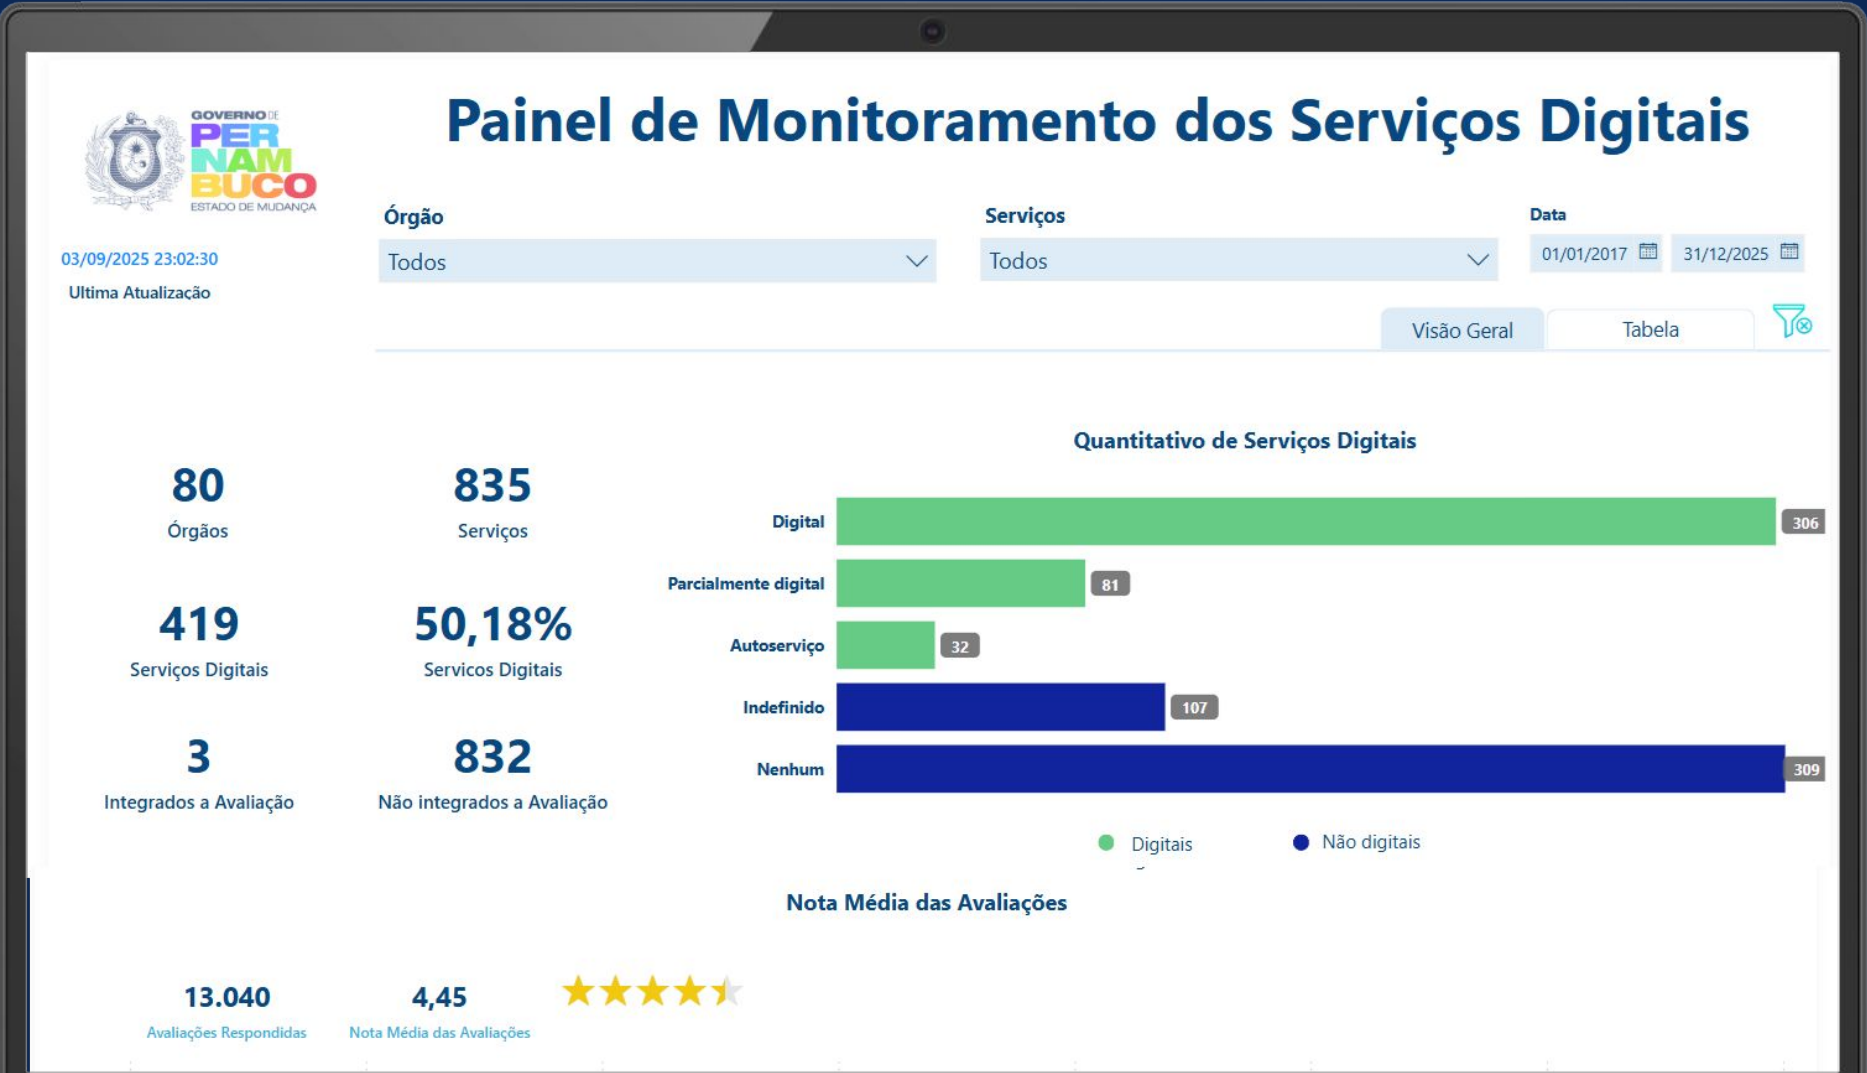 GOVERNO DE
PER
NAM
BUCO
ESTADO DE MUDANÇA
Painel de Monitoramento dos Serviços Digitais
03/09/2025 23:02:30
Ultima Atualização
Órgão
Todos
Serviços
Todos
Data
01/01/2017
31/12/2025
Visão Geral
Tabela
80
Órgãos
835
Serviços
419
Serviços Digitais
50,18%
Servicos Digitais
3
Integrados a Avaliação
832
Não integrados a Avaliação
Quantitativo de Serviços Digitais
Digital 306
Parcialmente digital 81
Autoserviço 32
Indefinido 107
Nenhum 309
Digitais
Não digitais
Nota Média das Avaliações
13.040
Avaliações Respondidas
4,45
Nota Média das Avaliações